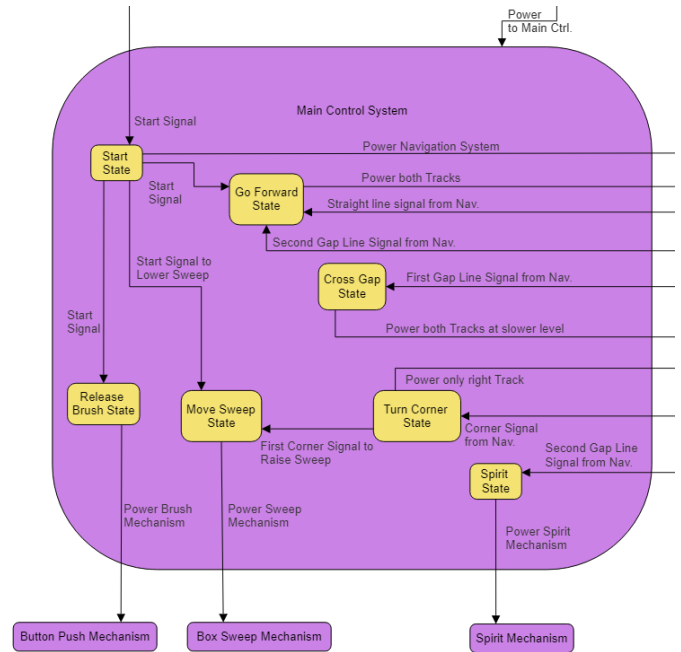 Power
to Main Ctrl.
Main Control System
Start Signal
Power Navigation System
Start
State
Start
Signal
Go Forward
State
Power both Tracks
Straight line signal from Nav.
Second Gap Line Signal from Nav.
Start Signal to
Lower Sweep
Cross Gap
State
First Gap Line Signal from Nav.
Start
Signal
Power both Tracks at slower level
Power only right Track
Release
Brush State
Move Sweep
State
Turn Corner
State
First Corner Signal to
Raise Sweep
Corner Signal
from Nav.
Second Gap Line
Signal from Nav.
Spirit
State
Power Brush
Mechanism
Power Sweep
Mechanism
Power Spirit
Mechanism
Button Push Mechanism
Box Sweep Mechanism
Spirit Mechanism